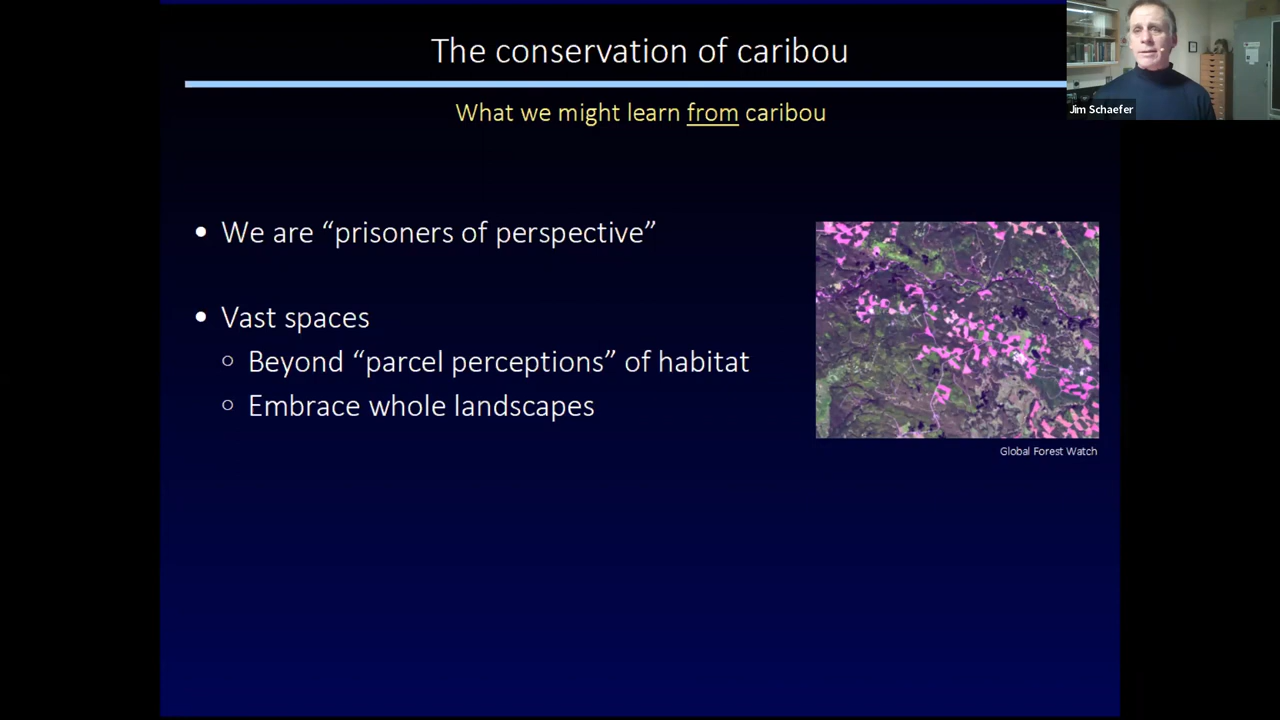 The conservation of caribou
Jim Schaefer
What we might learn from caribou
• We are “prisoners of perspective”
• Vast spaces
○ Beyond “parcel perceptions” of habitat
○ Embrace whole landscapes
Global Forest Watch